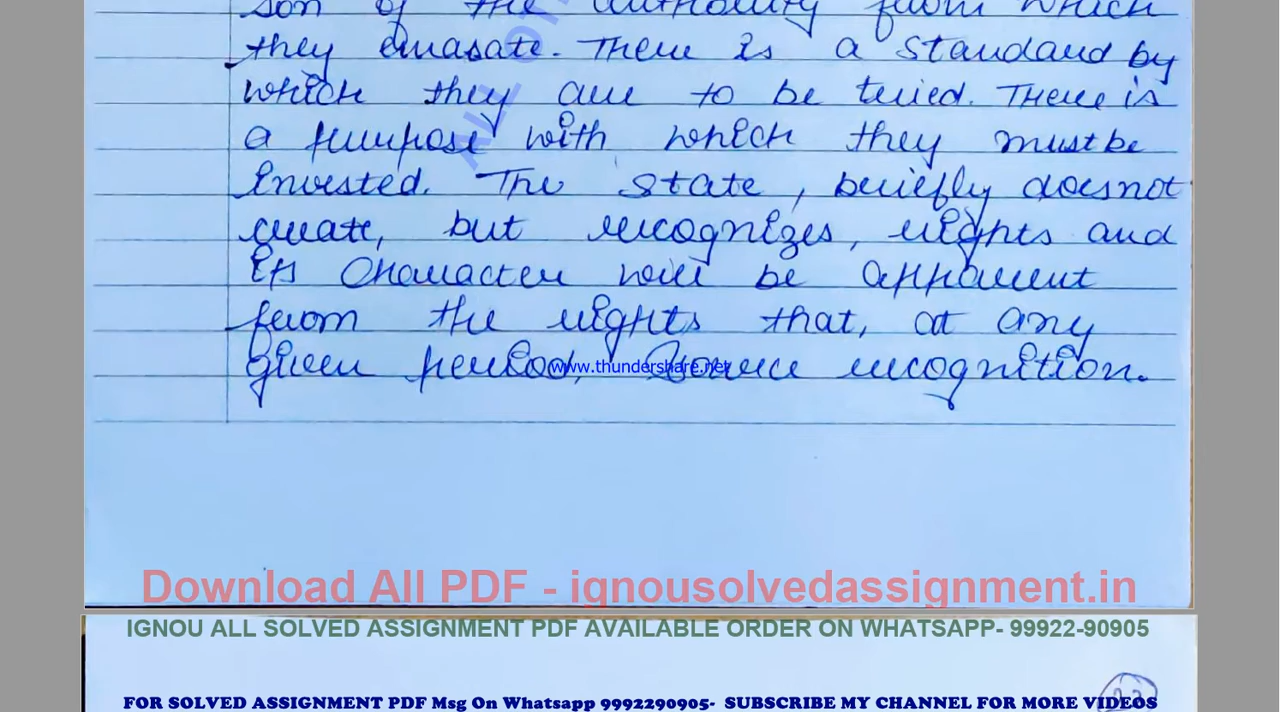 son of the authority from which
they emasate. There is a standard by
which they are to be tried. There is
a purpose with which they must be
invested. The state, briefly does not
create, but recognizes, rights and
its character will be apparent
from the rights that, at any
given period, Source recognition.
www.thundershare.net
Download All PDF - ignousolvedassignment.in
IGNOU ALL SOLVED ASSIGNMENT PDF AVAILABLE ORDER ON WHATSAPP- 99922-90905
FOR SOLVED ASSIGNMENT PDF Msg On Whatsapp 9992290905- SUBSCRIBE MY CHANNEL FOR MORE VIDEOS